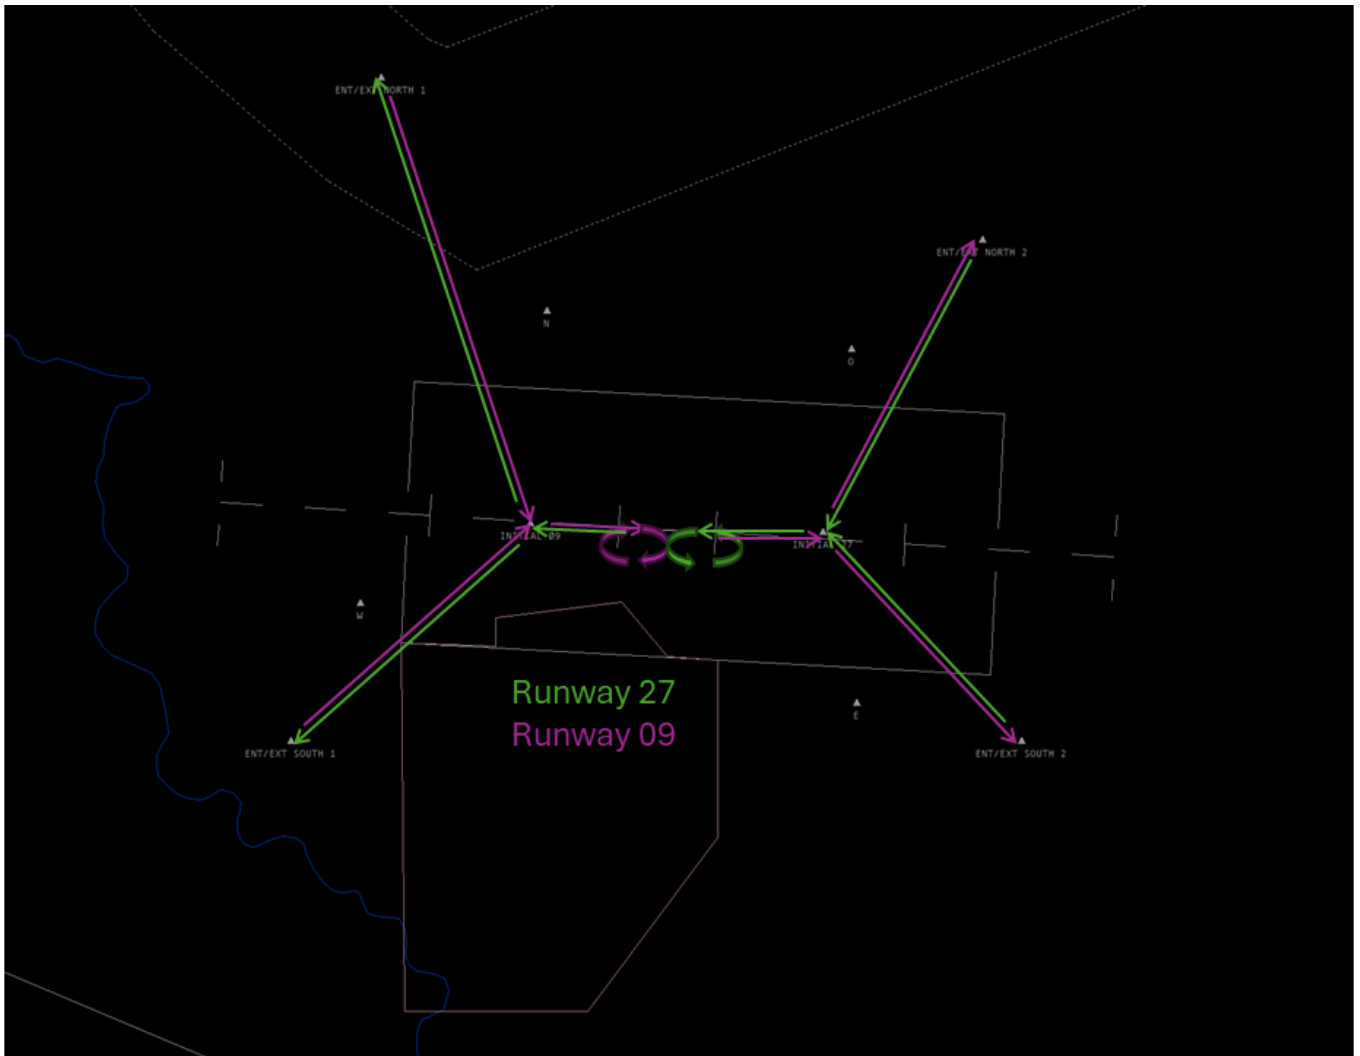 ENT/EXT NORTH 1
ENT/EXT NORTH 2
N
O
INITIAL 09
INITIAL 27
W
Runway 27
E
Runway 09
ENT/EXT SOUTH 1
ENT/EXT SOUTH 2